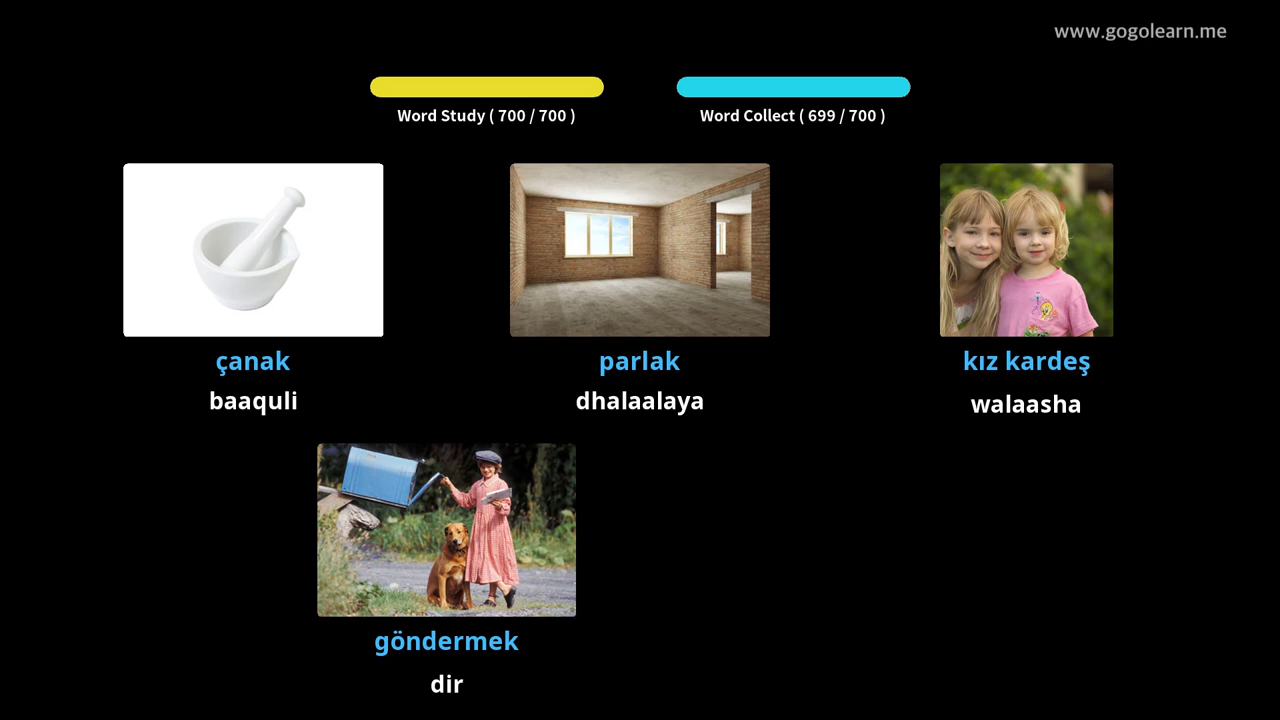 www.gogolearn.me
Word Study ( 700 / 700 )
Word Collect ( 699 / 700 )
çanak
baaquli
parlak
dhalaalaya
kız kardeş
walaasha
göndermek
dir